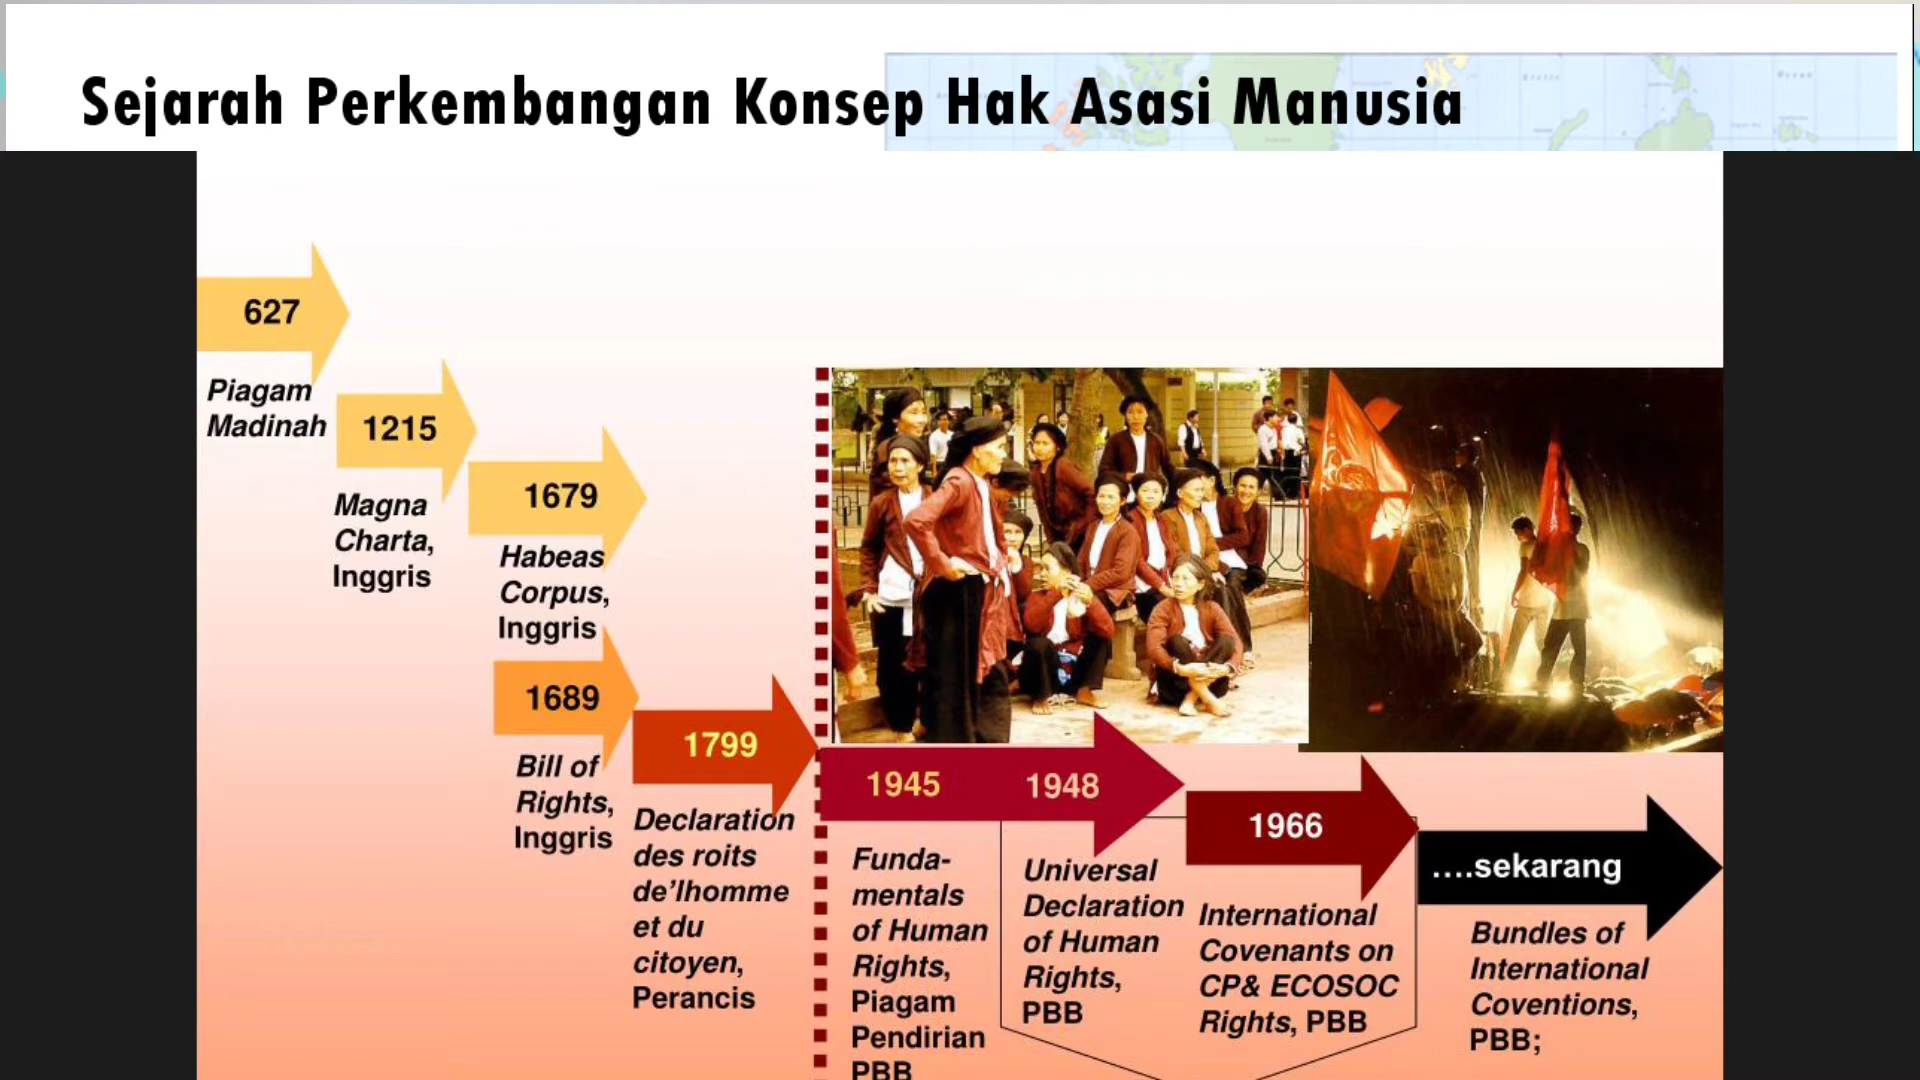 Sejarah Perkembangan Konsep Hak Asasi Manusia
627
Piagam
Madinah
1215
Magna
Charta,
Inggris
1679
Habeas
Corpus,
Inggris
1689
Bill of
Rights,
Inggris
1799
Declaration
des roits
de’lhomme
et du
citoyen,
Perancis
1945
Funda-
mentals
of Human
Rights,
Piagam
Pendirian
PBB
1948
Universal
Declaration
of Human
Rights,
PBB
1966
International
Covenants on
CP& ECOSOC
Rights, PBB
....sekarang
Bundles of
International
Coventions,
PBB;